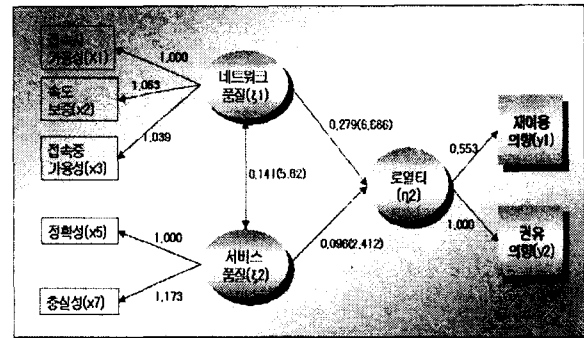 가용성(x1)
1,000
속도
보증(x2)
1,063
접속중
가용성(x3)
1,039
네트워크
품질(ξ1)
0,279(6,686)
재이용
의향(y1)
0,553
0,141(5,62)
로열티
(η2)
정확성(x5)
1,000
0,096(2,412)
1,000
권유
의향(y2)
서비스
품질(ξ2)
충실성(x7)
1,173